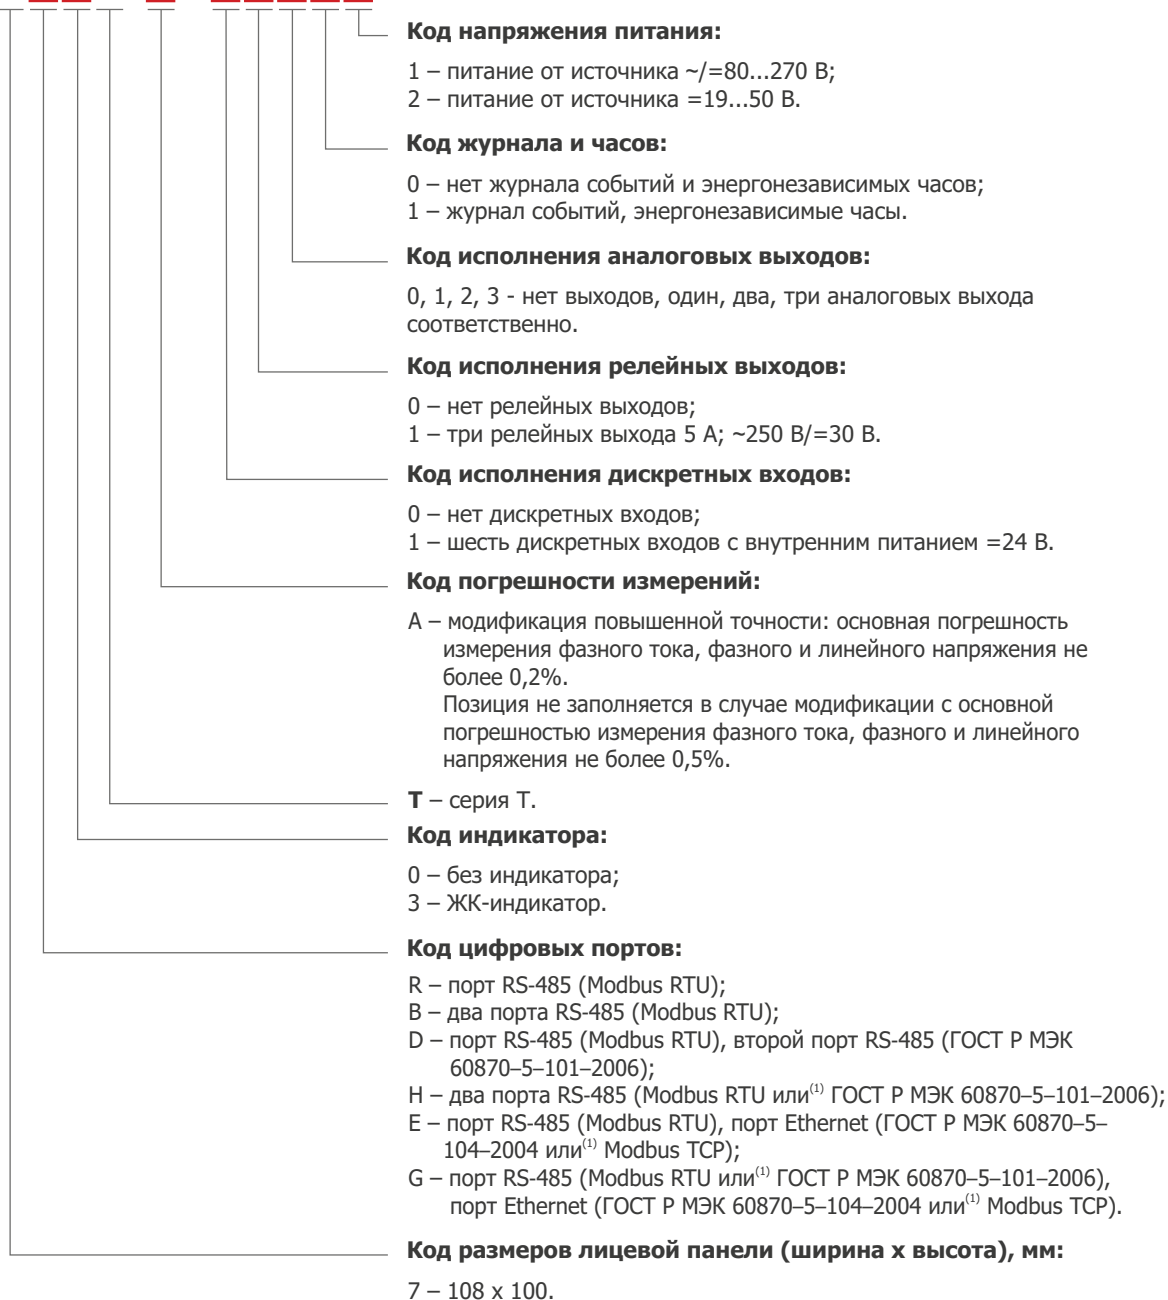 Код напряжения питания:
1 – питание от источника ~/=80...270 В;
2 – питание от источника =19...50 В.
Код журнала и часов:
0 – нет журнала событий и энергонезависимых часов;
1 – журнал событий, энергонезависимые часы.
Код исполнения аналоговых выходов:
0, 1, 2, 3 - нет выходов, один, два, три аналоговых выхода
соответственно.
Код исполнения релейных выходов:
0 – нет релейных выходов;
1 – три релейных выхода 5 А; ~250 В/=30 В.
Код исполнения дискретных входов:
0 – нет дискретных входов;
1 – шесть дискретных входов с внутренним питанием =24 В.
Код погрешности измерений:
А – модификация повышенной точности: основная погрешность
измерения фазного тока, фазного и линейного напряжения не
более 0,2%.
Позиция не заполняется в случае модификации с основной
погрешностью измерения фазного тока, фазного и линейного
напряжения не более 0,5%.
Т – серия Т.
Код индикатора:
0 – без индикатора;
3 – ЖК-индикатор.
Код цифровых портов:
R – порт RS-485 (Modbus RTU);
B – два порта RS-485 (Modbus RTU);
D – порт RS-485 (Modbus RTU), второй порт RS-485 (ГОСТ Р МЭК
60870–5–101–2006);
H – два порта RS-485 (Modbus RTU или⁽¹⁾ ГОСТ Р МЭК 60870–5–101–2006);
E – порт RS-485 (Modbus RTU), порт Ethernet (ГОСТ Р МЭК 60870–5–
104–2004 или⁽¹⁾ Modbus TCP);
G – порт RS-485 (Modbus RTU или⁽¹⁾ ГОСТ Р МЭК 60870–5–101–2006),
порт Ethernet (ГОСТ Р МЭК 60870–5–104–2004 или⁽¹⁾ Modbus TCP).
Код размеров лицевой панели (ширина х высота), мм:
7 – 108 х 100.